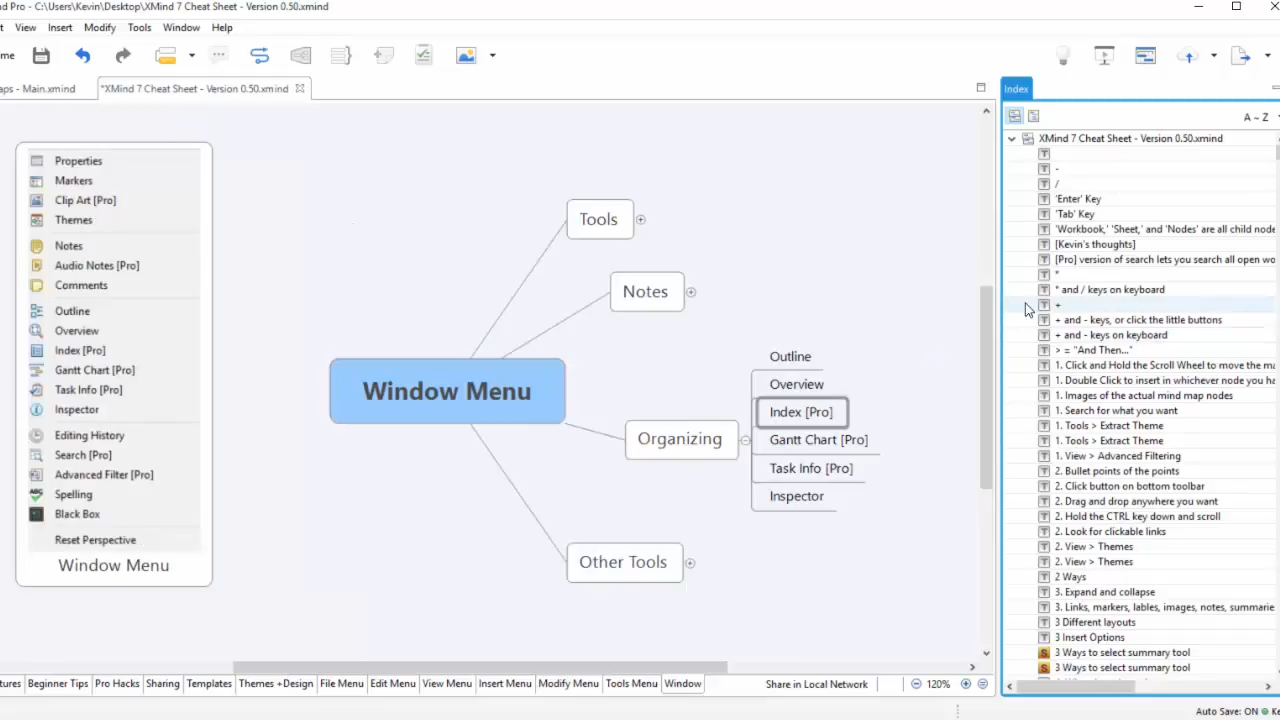 nd Pro - C:\Users\Kevin\Desktop\XMind 7 Cheat Sheet - Version 0.50.xmind
t View Insert Modify Tools Window Help
me
aps - Main.xmind
*XMind 7 Cheat Sheet - Version 0.50.xmind
Properties
Markers
Clip Art [Pro]
Themes
Notes
Audio Notes [Pro]
Comments
Outline
Overview
Index [Pro]
Gantt Chart [Pro]
Task Info [Pro]
Inspector
Editing History
Search [Pro]
Advanced Filter [Pro]
Spelling
Black Box
Reset Perspective
Window Menu
Window Menu
Tools
Notes
Organizing
Outline
Overview
Index [Pro]
Gantt Chart [Pro]
Task Info [Pro]
Inspector
Other Tools
Index
A ~ Z
XMind 7 Cheat Sheet - Version 0.50.xmind
-
/
'Enter' Key
'Tab' Key
'Workbook,' 'Sheet,' and 'Nodes' are all child node
[Kevin's thoughts]
[Pro] version of search lets you search all open wo
*
* and / keys on keyboard
+
+ and - keys, or click the little buttons
+ and - keys on keyboard
> = "And Then..."
1. Click and Hold the Scroll Wheel to move the ma
1. Double Click to insert in whichever node you ha
1. Images of the actual mind map nodes
1. Search for what you want
1. Tools > Extract Theme
1. Tools > Extract Theme
1. View > Advanced Filtering
2. Bullet points of the points
2. Click button on bottom toolbar
2. Drag and drop anywhere you want
2. Hold the CTRL key down and scroll
2. Look for clickable links
2. View > Themes
2. View > Themes
2 Ways
3. Expand and collapse
3. Links, markers, lables, images, notes, summarie
3 Different layouts
3 Insert Options
3 Ways to select summary tool
3 Ways to select summary tool
tures Beginner Tips Pro Hacks Sharing Templates Themes +Design File Menu Edit Menu View Menu Insert Menu Modify Menu Tools Menu Window
Share in Local Network
120%
Auto Save: ON Ke